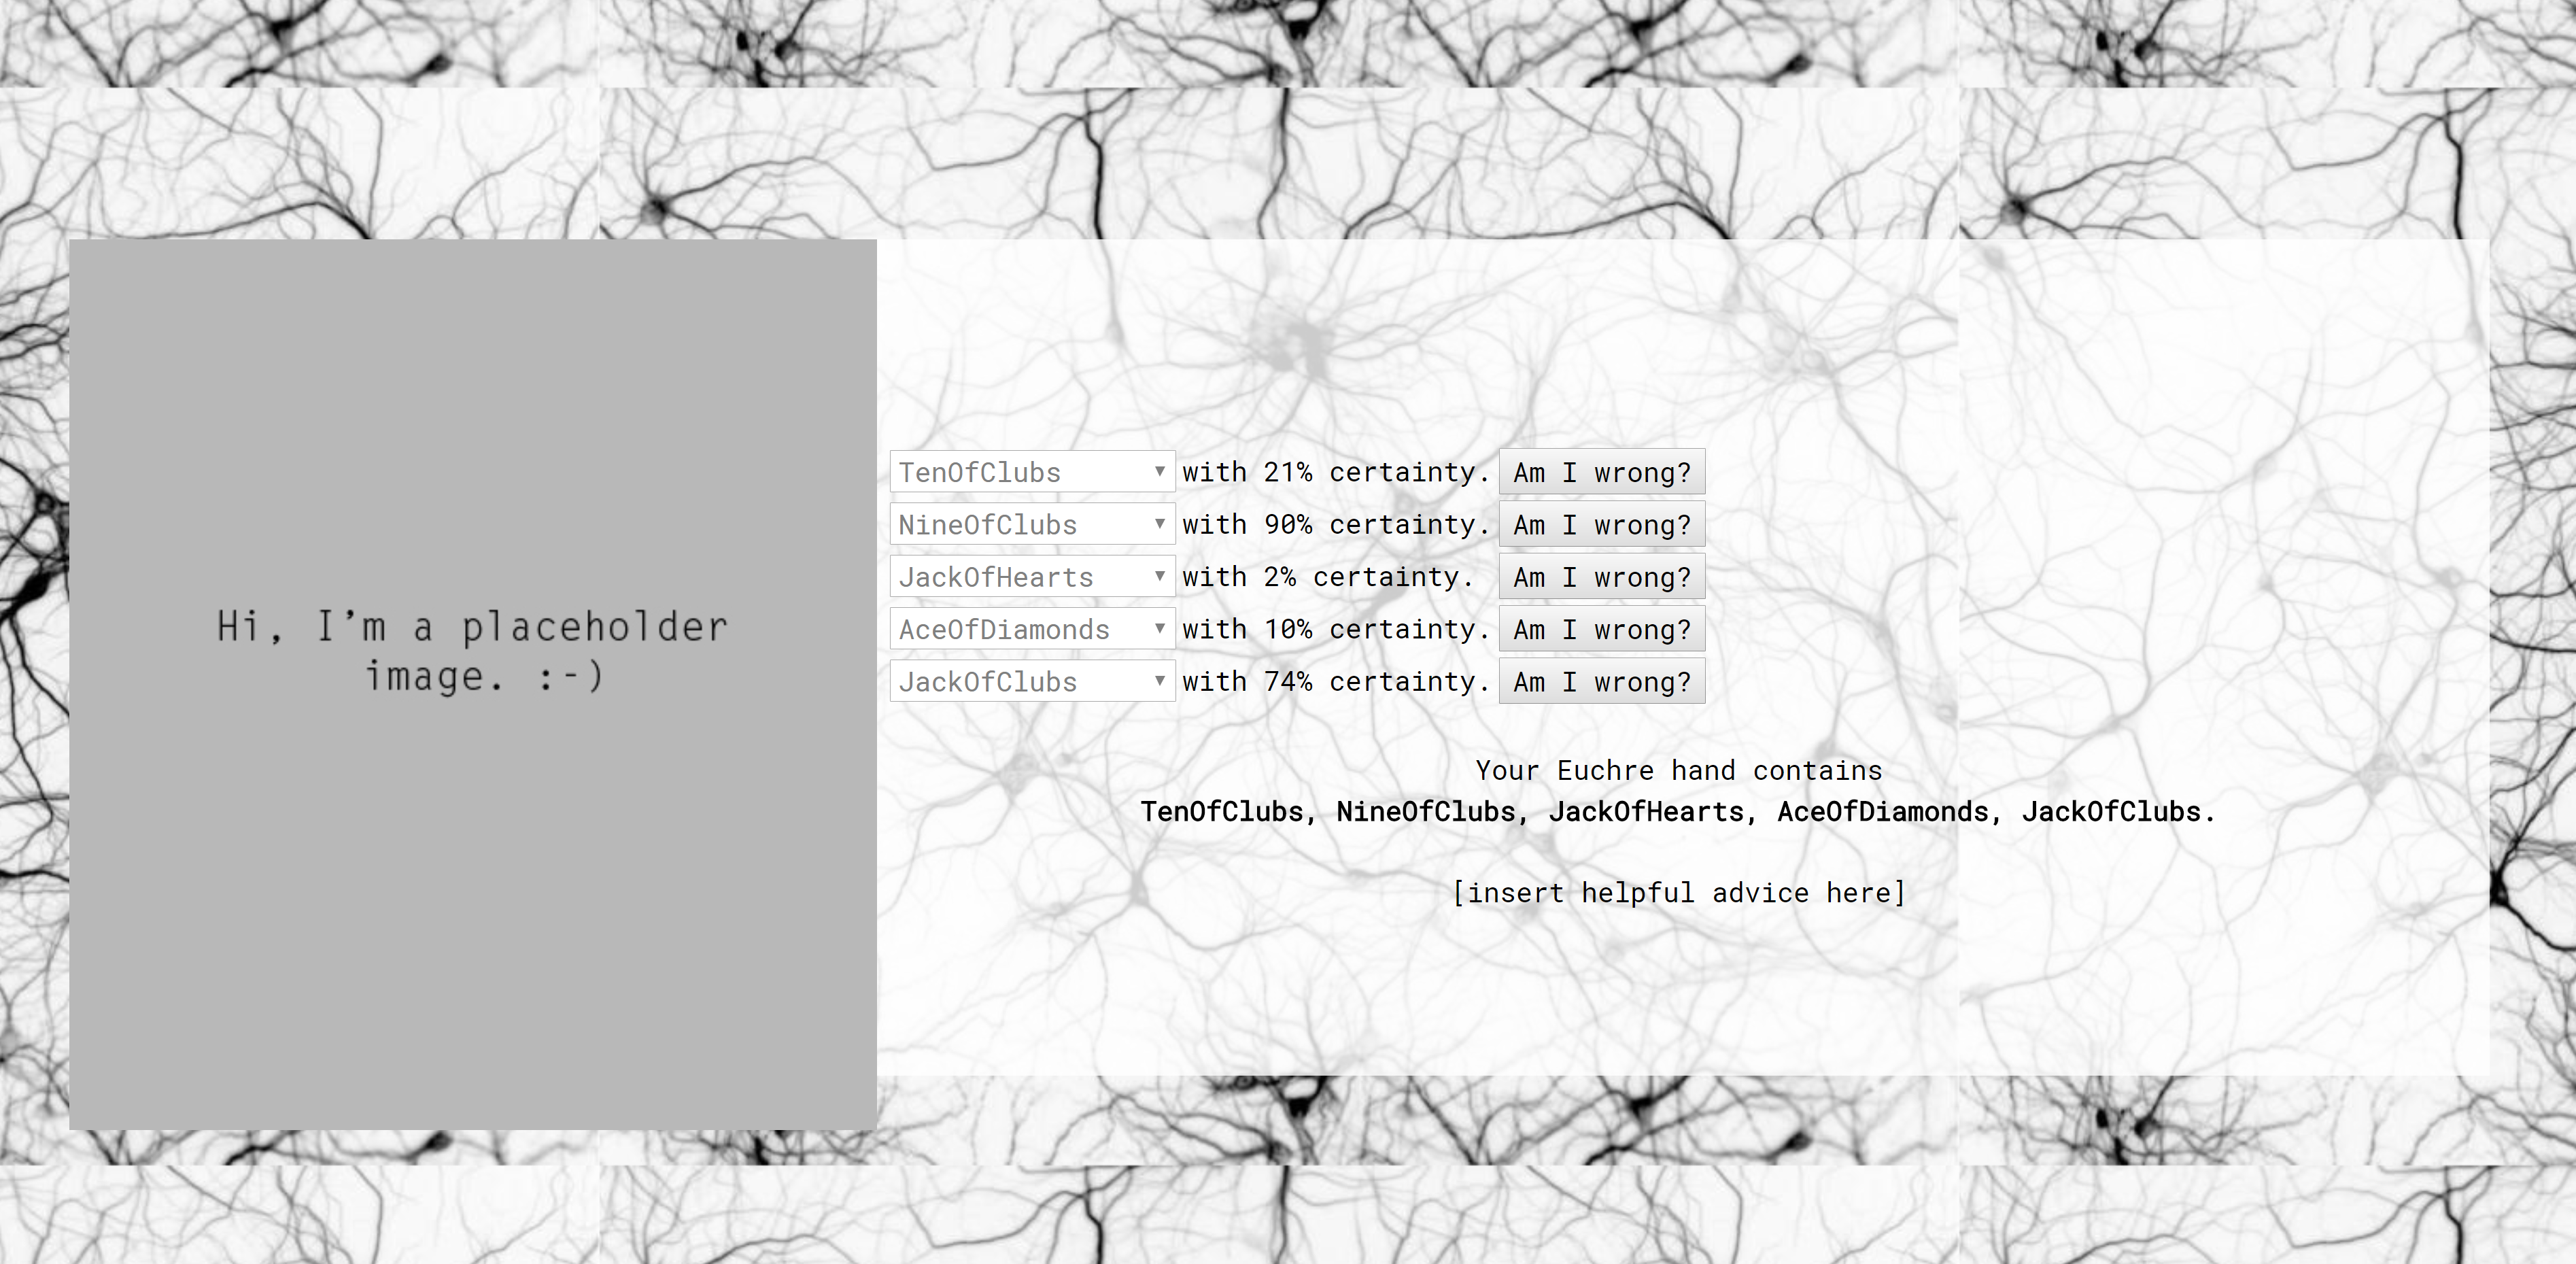 Hi, I’m a placeholder
image. :-)
TenOfClubs ▼ with 21% certainty. Am I wrong?
NineOfClubs ▼ with 90% certainty. Am I wrong?
JackOfHearts ▼ with 2% certainty. Am I wrong?
AceOfDiamonds ▼ with 10% certainty. Am I wrong?
JackOfClubs ▼ with 74% certainty. Am I wrong?
Your Euchre hand contains
TenOfClubs, NineOfClubs, JackOfHearts, AceOfDiamonds, JackOfClubs.
[insert helpful advice here]